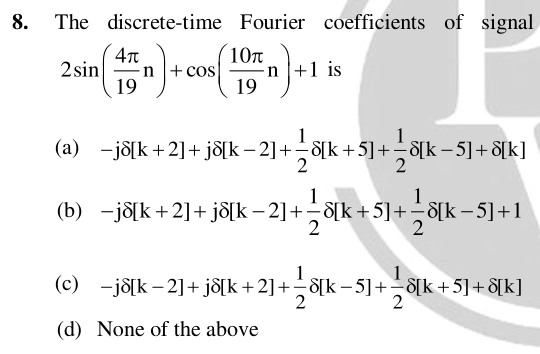 8. The discrete-time Fourier coefficients of signal
2sin(4π/19 n) + cos(10π/19 n) + 1 is
(a) −jδ[k + 2] + jδ[k − 2] + 1/2 δ[k + 5] + 1/2 δ[k − 5] + δ[k]
(b) −jδ[k + 2] + jδ[k − 2] + 1/2 δ[k + 5] + 1/2 δ[k − 5] + 1
(c) −jδ[k − 2] + jδ[k + 2] + 1/2 δ[k − 5] + 1/2 δ[k + 5] + δ[k]
(d) None of the above